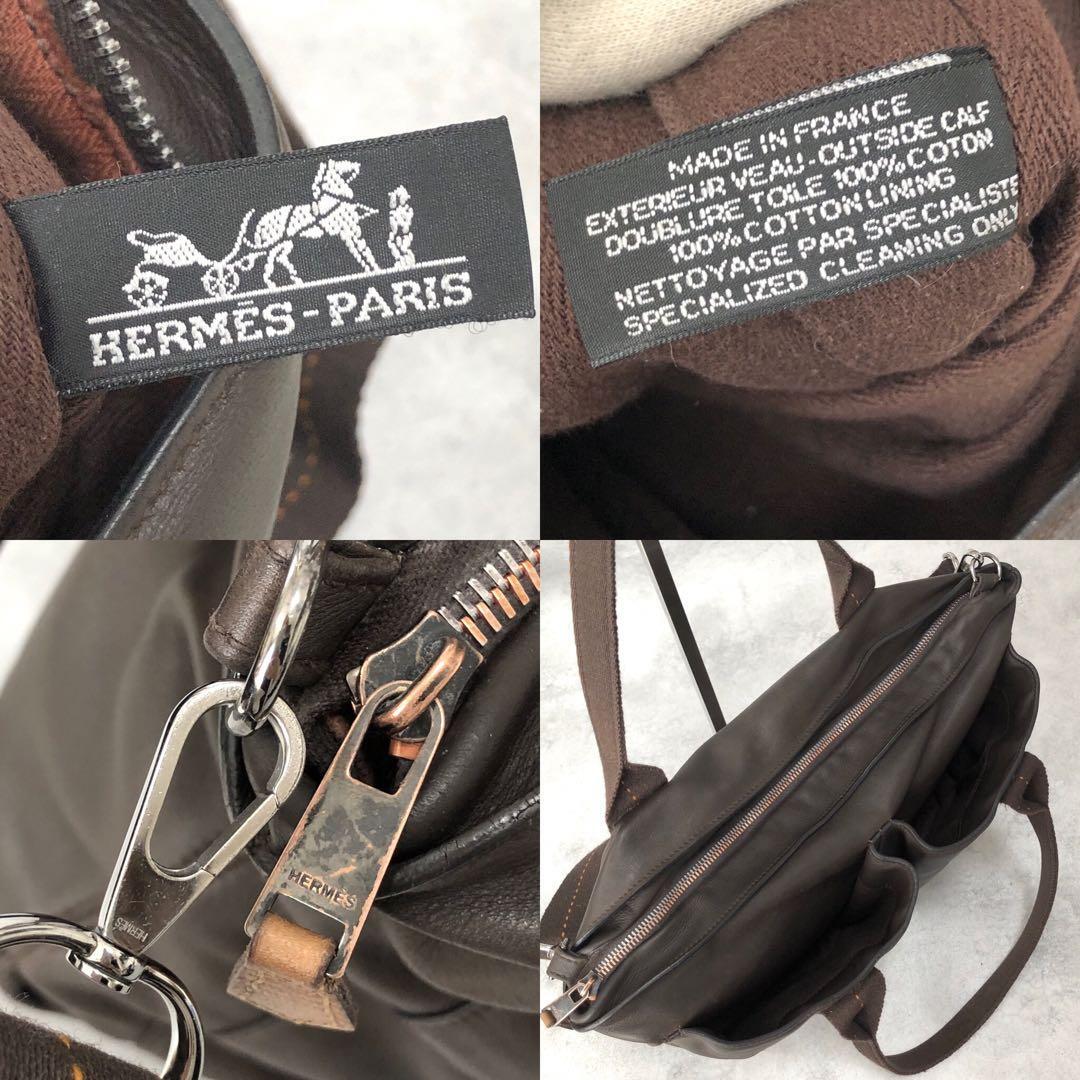 HERMĒS-PARIS
MADE IN FRANCE
EXTERIEUR VEAU-OUTSIDE CALF
DOUBLURE TOILE 100% COTON
100% COTTON LINING
NETTOYAGE PAR SPECIALISTE
SPECIALIZED CLEANING ONLY
HERMÈS
HERMÈS